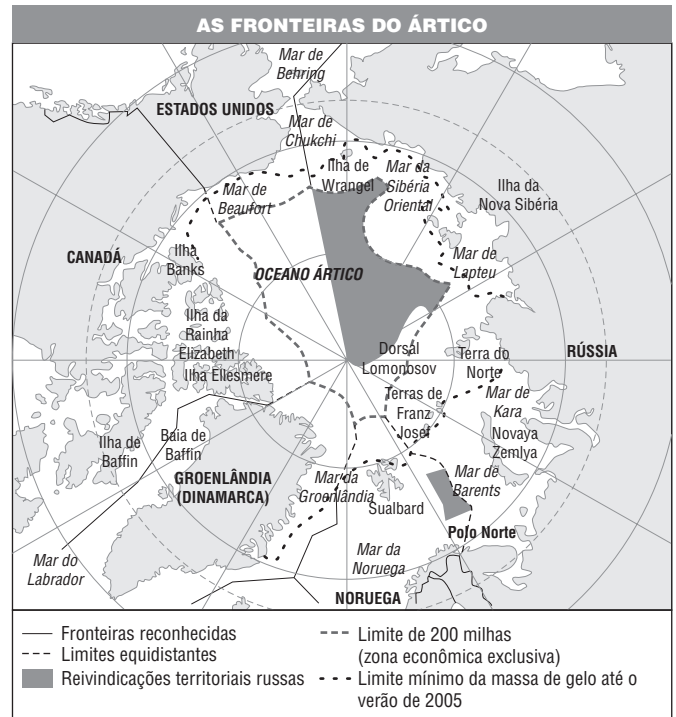 AS FRONTEIRAS DO ÁRTICO
Mar de
Behring
ESTADOS UNIDOS
Mar de
Chukchi
Ilha de
Wrangel
Mar da
Sibéria
Oriental
Ilha da
Nova Sibéria
Mar de
Beaufort
CANADÁ
Ilha
Banks
OCEANO ÁRTICO
Mar de
Lapteu
Ilha da
Rainha
Elizabeth
Ilha Ellesmere
Dorsal
Lomonosov
Terra do
Norte
RÚSSIA
Terras de
Franz
Josef
Mar de
Kara
Novaya
Zemlya
Ilha de
Baffin
Baia de
Baffin
GROENLÂNDIA
(DINAMARCA)
Mar da
Groenlândia
Sualbard
Mar de
Barents
Polo Norte
Mar do
Labrador
Mar da
Noruega
NORUEGA
Fronteiras reconhecidas
Limites equidistantes
Reivindicações territoriais russas
Limite de 200 milhas
(zona econômica exclusiva)
Limite mínimo da massa de gelo até o
verão de 2005